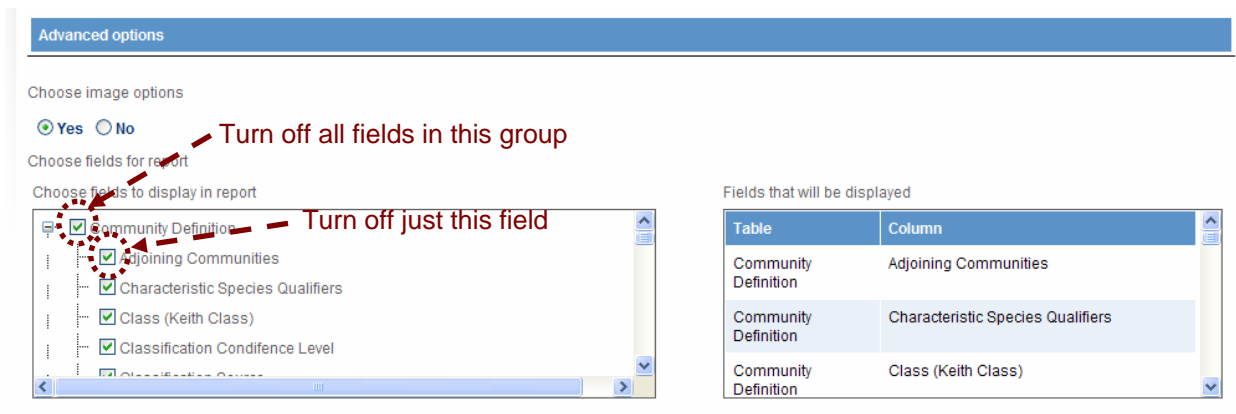 Advanced options
Choose image options
Yes No
Turn off all fields in this group
Choose fields for report
Choose fields to display in report
Community Definition
Turn off just this field
Adjoining Communities
Characteristic Species Qualifiers
Class (Keith Class)
Classification Condifence Level
Classification Source
Fields that will be displayed
Table Column
Community Adjoining Communities
Definition
Community Characteristic Species Qualifiers
Definition
Community Class (Keith Class)
Definition